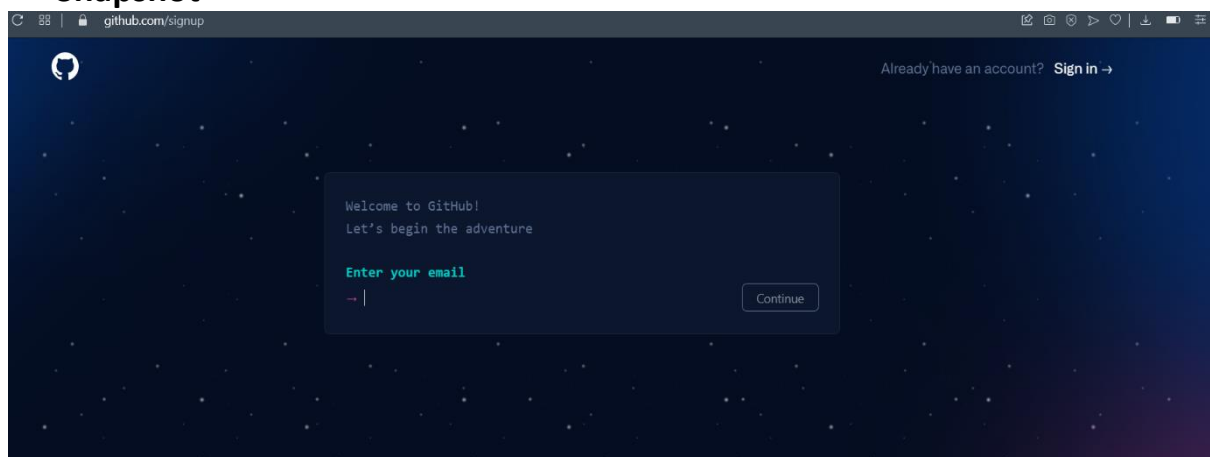 Snapshot
github.com/signup
Already have an account? Sign in →
Welcome to GitHub!
Let's begin the adventure
Enter your email
→
Continue